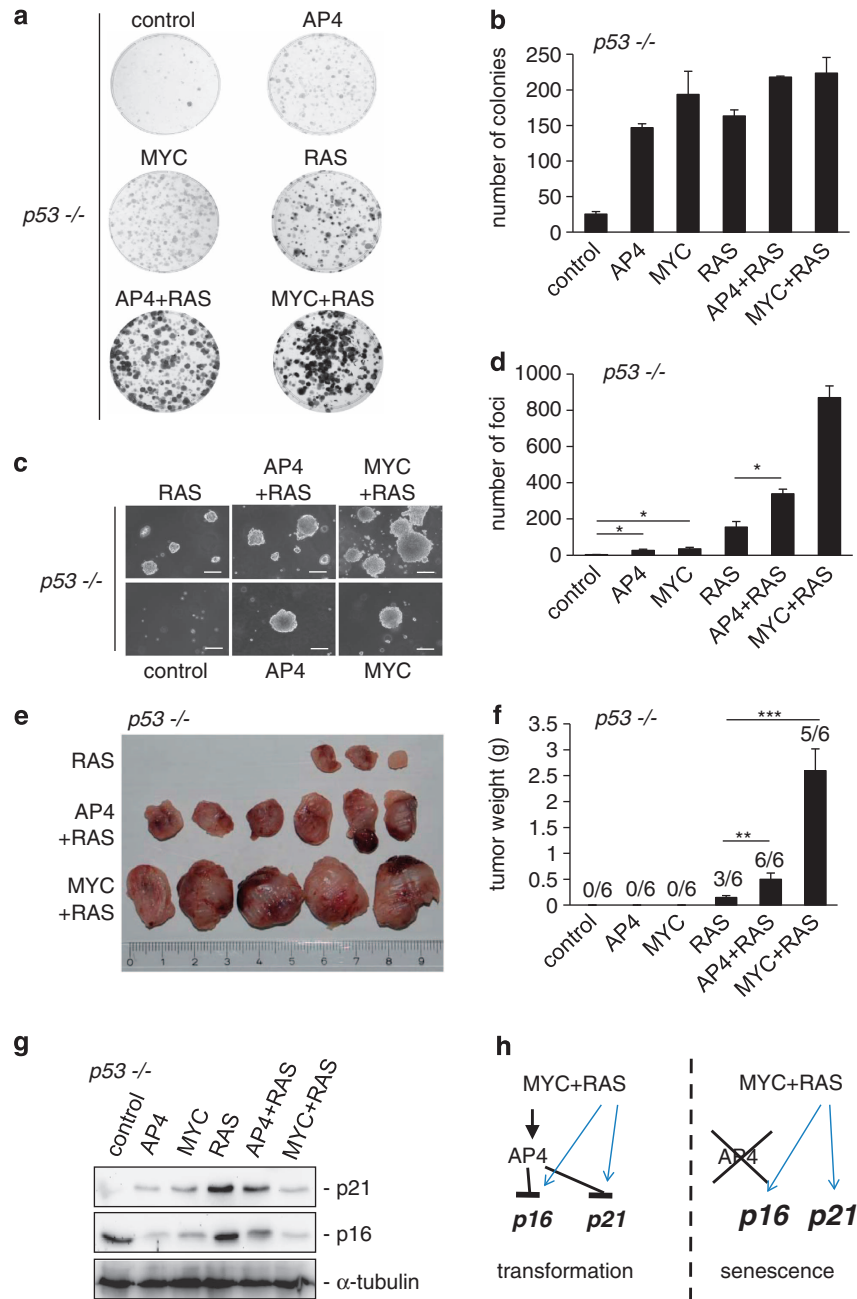 a
control
AP4
MYC
RAS
p53 -/-
AP4+RAS
MYC+RAS
b
p53 -/-
number of colonies
250
200
150
100
50
0
control
AP4
MYC
RAS
AP4+RAS
MYC+RAS
c
RAS
AP4
+RAS
MYC
+RAS
p53 -/-
control
AP4
MYC
d
p53 -/-
number of foci
1000
800
600
400
200
0
*
*
*
control
AP4
MYC
RAS
AP4+RAS
MYC+RAS
e
p53 -/-
RAS
AP4
+RAS
MYC
+RAS
0 1 2 3 4 5 6 7 8 9
f
p53 -/-
tumor weight (g)
3.5
3
2.5
2
1.5
1
0.5
0
***
5/6
**
6/6
3/6
0/6 0/6 0/6
control
AP4
MYC
RAS
AP4+RAS
MYC+RAS
g
p53 -/-
control
AP4
MYC
RAS
AP4+RAS
MYC+RAS
- p21
- p16
- α-tubulin
h
MYC+RAS
AP4
p16 p21
transformation
MYC+RAS
AP4
p16 p21
senescence